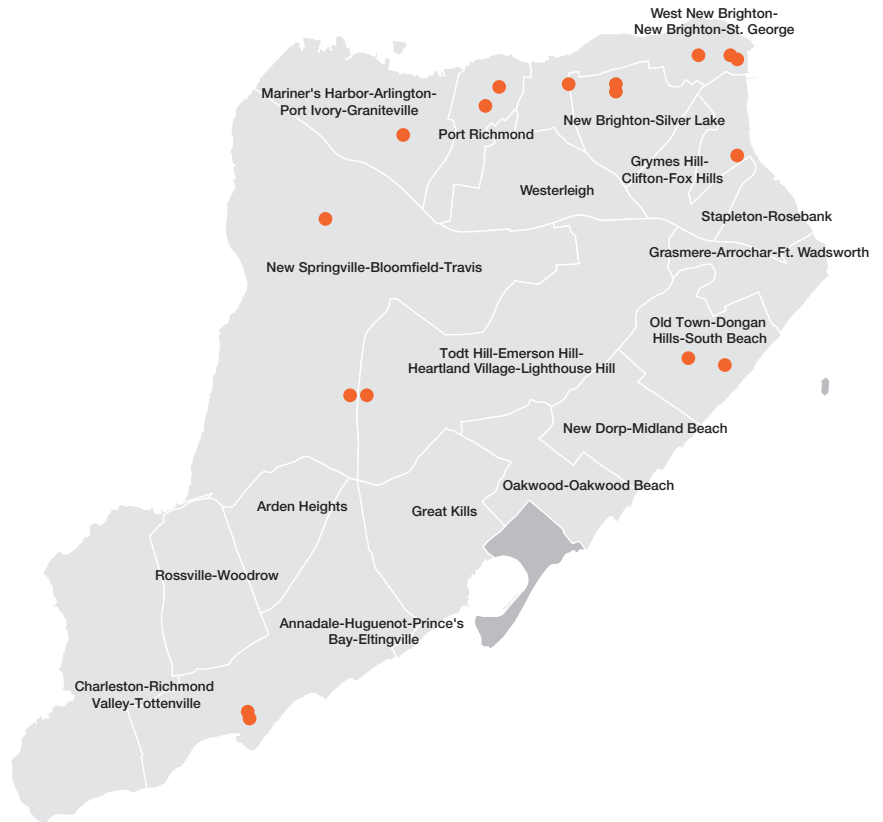 West New Brighton-
New Brighton-St. George
Mariner's Harbor-Arlington-
Port Ivory-Graniteville
Port Richmond
New Brighton-Silver Lake
Grymes Hill-
Clifton-Fox Hills
Westerleigh
Stapleton-Rosebank
Grasmere-Arrochar-Ft. Wadsworth
New Springville-Bloomfield-Travis
Old Town-Dongan
Hills-South Beach
Todt Hill-Emerson Hill-
Heartland Village-Lighthouse Hill
New Dorp-Midland Beach
Oakwood-Oakwood Beach
Arden Heights
Great Kills
Rossville-Woodrow
Annadale-Huguenot-Prince's
Bay-Eltingville
Charleston-Richmond
Valley-Tottenville